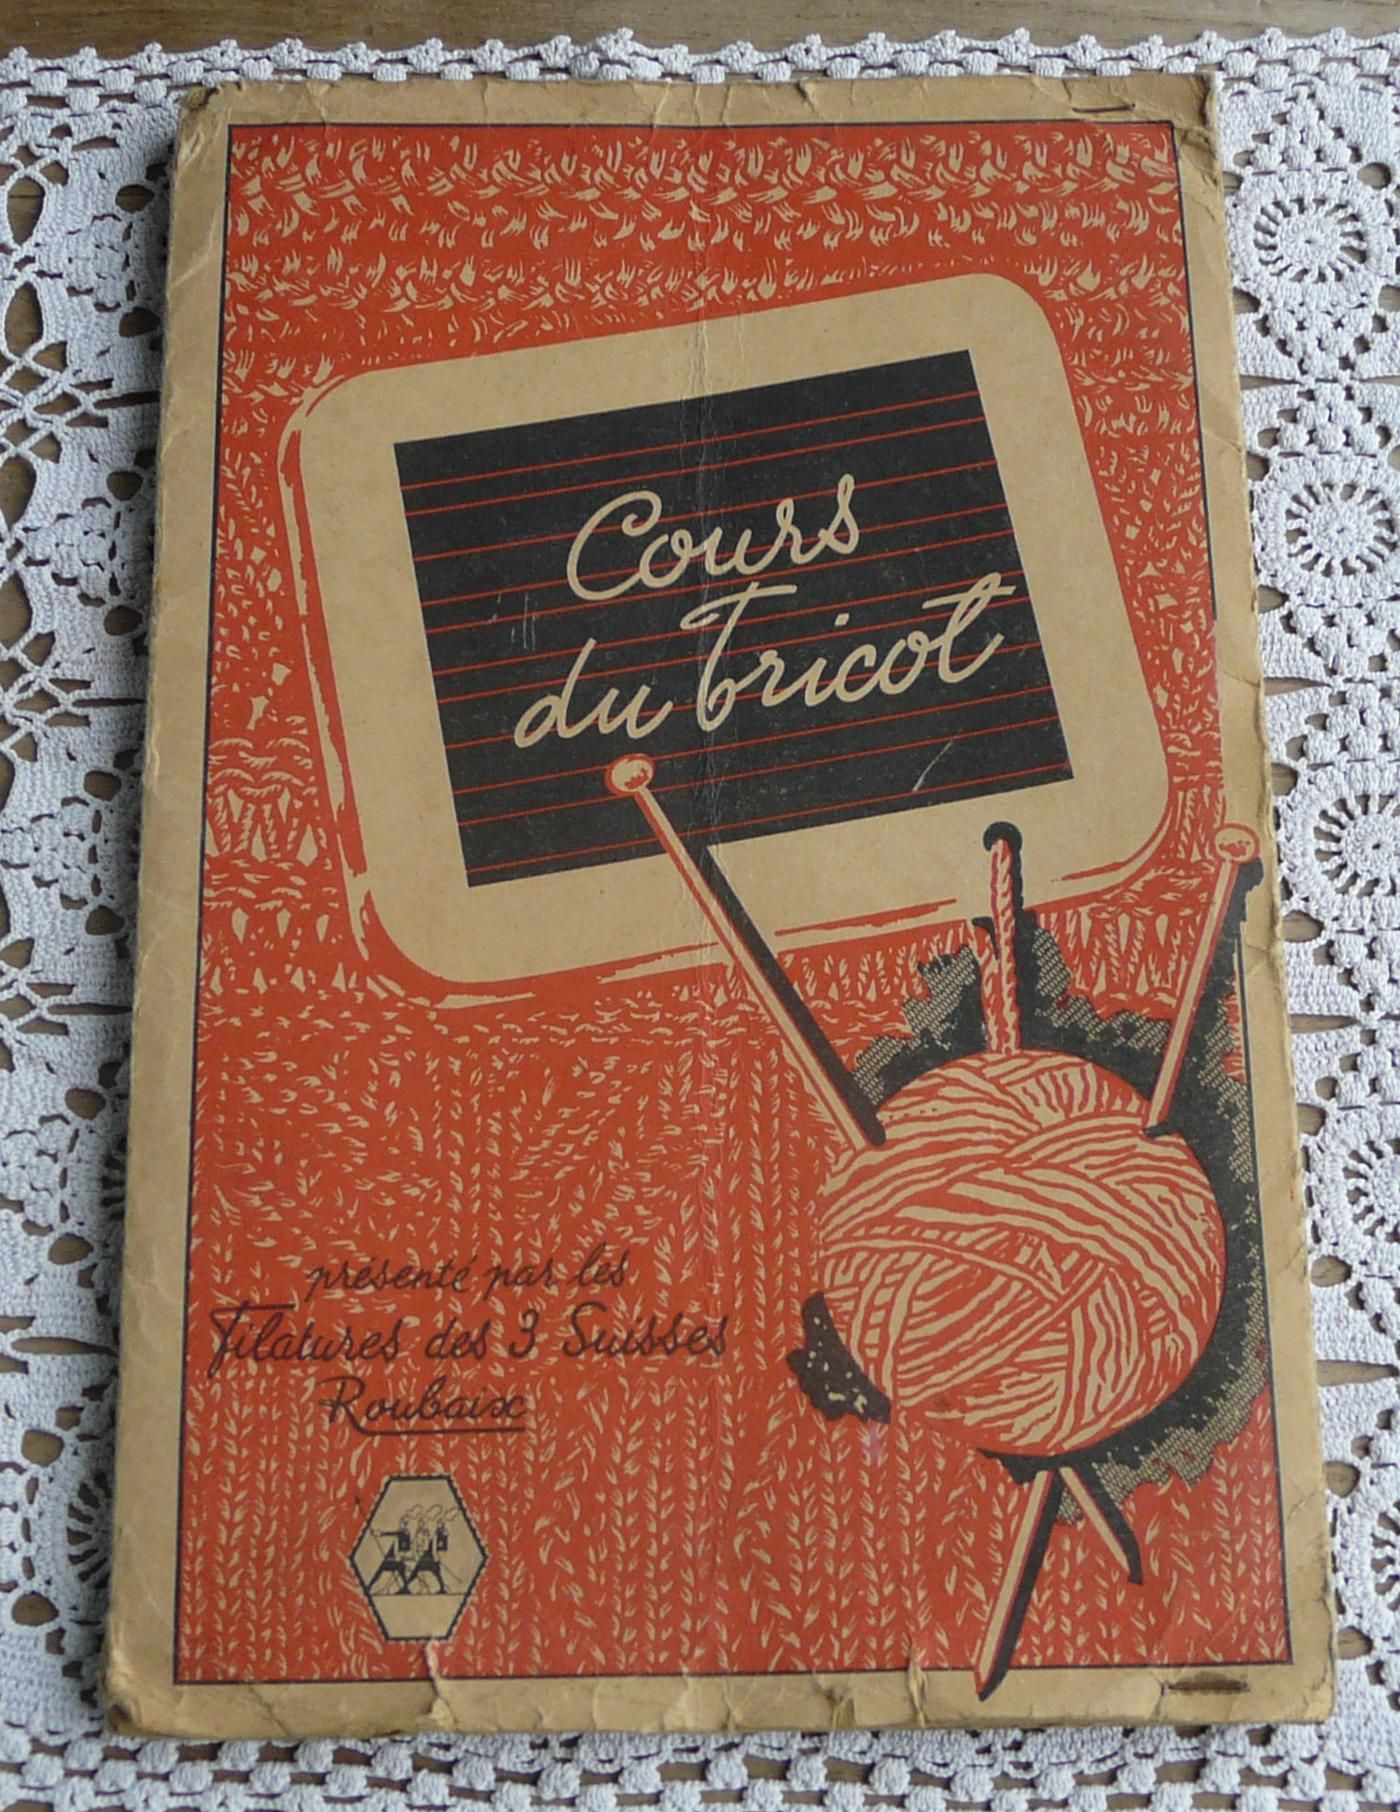 Cours
du Tricot
présenté par les
Filatures des 3 Suisses
Roubaix